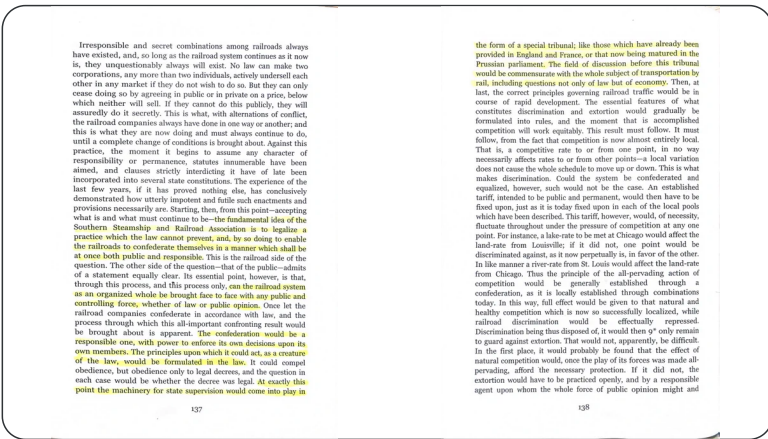 Irresponsible and secret combinations among railroads always
have existed, and, so long as the railroad system continues as it now
is, they unquestionably always will exist. No law can make two
corporations, any more than two individuals, actively undersell each
other in any market if they do not wish to do so. But they can only
cease doing so by agreeing in public or in private on a price, below
which neither will sell. If they cannot do this publicly, they will
assuredly do it secretly. This is what, with alternations of conflict,
the railroad companies always have done in one way or another; and
this is what they are now doing and must always continue to do,
until a complete change of conditions is brought about. Against this
practice, the moment it begins to assume any character of
responsibility or permanence, statutes innumerable have been
aimed, and clauses strictly interdicting it have of late been
incorporated into several state constitutions. The experience of the
last few years, if it has proved nothing else, has conclusively
demonstrated how utterly impotent and futile such enactments and
provisions necessarily are. Starting, then, from this point—accepting
what is and what must continue to be—the fundamental idea of the
Southern Steamship and Railroad Association is to legalize a
practice which the law cannot prevent, and, by so doing to enable
the railroads to confederate themselves in a manner which shall be
at once both public and responsible. This is the railroad side of the
question. The other side of the question—that of the public—admits
of a statement equally clear. Its essential point, however, is that,
through this process, and this process only, can the railroad system
as an organized whole be brought face to face with any public and
controlling force, whether of law or public opinion. Once let the
railroad companies confederate in accordance with law, and the
process through which this all-important confronting result would
be brought about is apparent. The confederation would be a
responsible one, with power to enforce its own decisions upon its
own members. The principles upon which it could act, as a creature
of the law, would be formulated in the law. It could compel
obedience, but obedience only to legal decrees, and the question in
each case would be whether the decree was legal. At exactly this
point the machinery for state supervision would come into play in
137
the form of a special tribunal; like those which have already been
provided in England and France, or that now being matured in the
Prussian parliament. The field of discussion before this tribunal
would be commensurate with the whole subject of transportation by
rail, including questions not only of law but of economy. Then, at
last, the correct principles governing railroad traffic would be in
course of rapid development. The essential features of what
constitutes discrimination and extortion would gradually be
formulated into rules, and the moment that is accomplished
competition will work equitably. This result must follow. It must
follow, from the fact that competition is now almost entirely local.
That is, a competitive rate to or from one point, in no way
necessarily affects rates to or from other points—a local variation
does not cause the whole schedule to move up or down. This is what
makes discrimination. Could the system be confederated and
equalized, however, such would not be the case. An established
tariff, intended to be public and permanent, would then have to be
fixed upon, just as it is today fixed upon in each of the local pools
which have been described. This tariff, however, would, of necessity,
fluctuate throughout under the pressure of competition at any one
point. For instance, a lake-rate to be met at Chicago would affect the
land-rate from Louisville; if it did not, one point would be
discriminated against, as it now perpetually is, in favor of the other.
In like manner a river-rate from St. Louis would affect the land-rate
from Chicago. Thus the principle of the all-pervading action of
competition would be generally established through a
confederation, as it is locally established through combinations
today. In this way, full effect would be given to that natural and
healthy competition which is now so successfully localized, while
railroad discrimination would be effectually repressed.
Discrimination being thus disposed of, it would then 9* only remain
to guard against extortion. That would not, apparently, be difficult.
In the first place, it would probably be found that the effect of
natural competition would, once the play of its forces was made all-
pervading, afford the necessary protection. If it did not, the
extortion would have to be practiced openly, and by a responsible
agent upon whom the whole force of public opinion might and
138